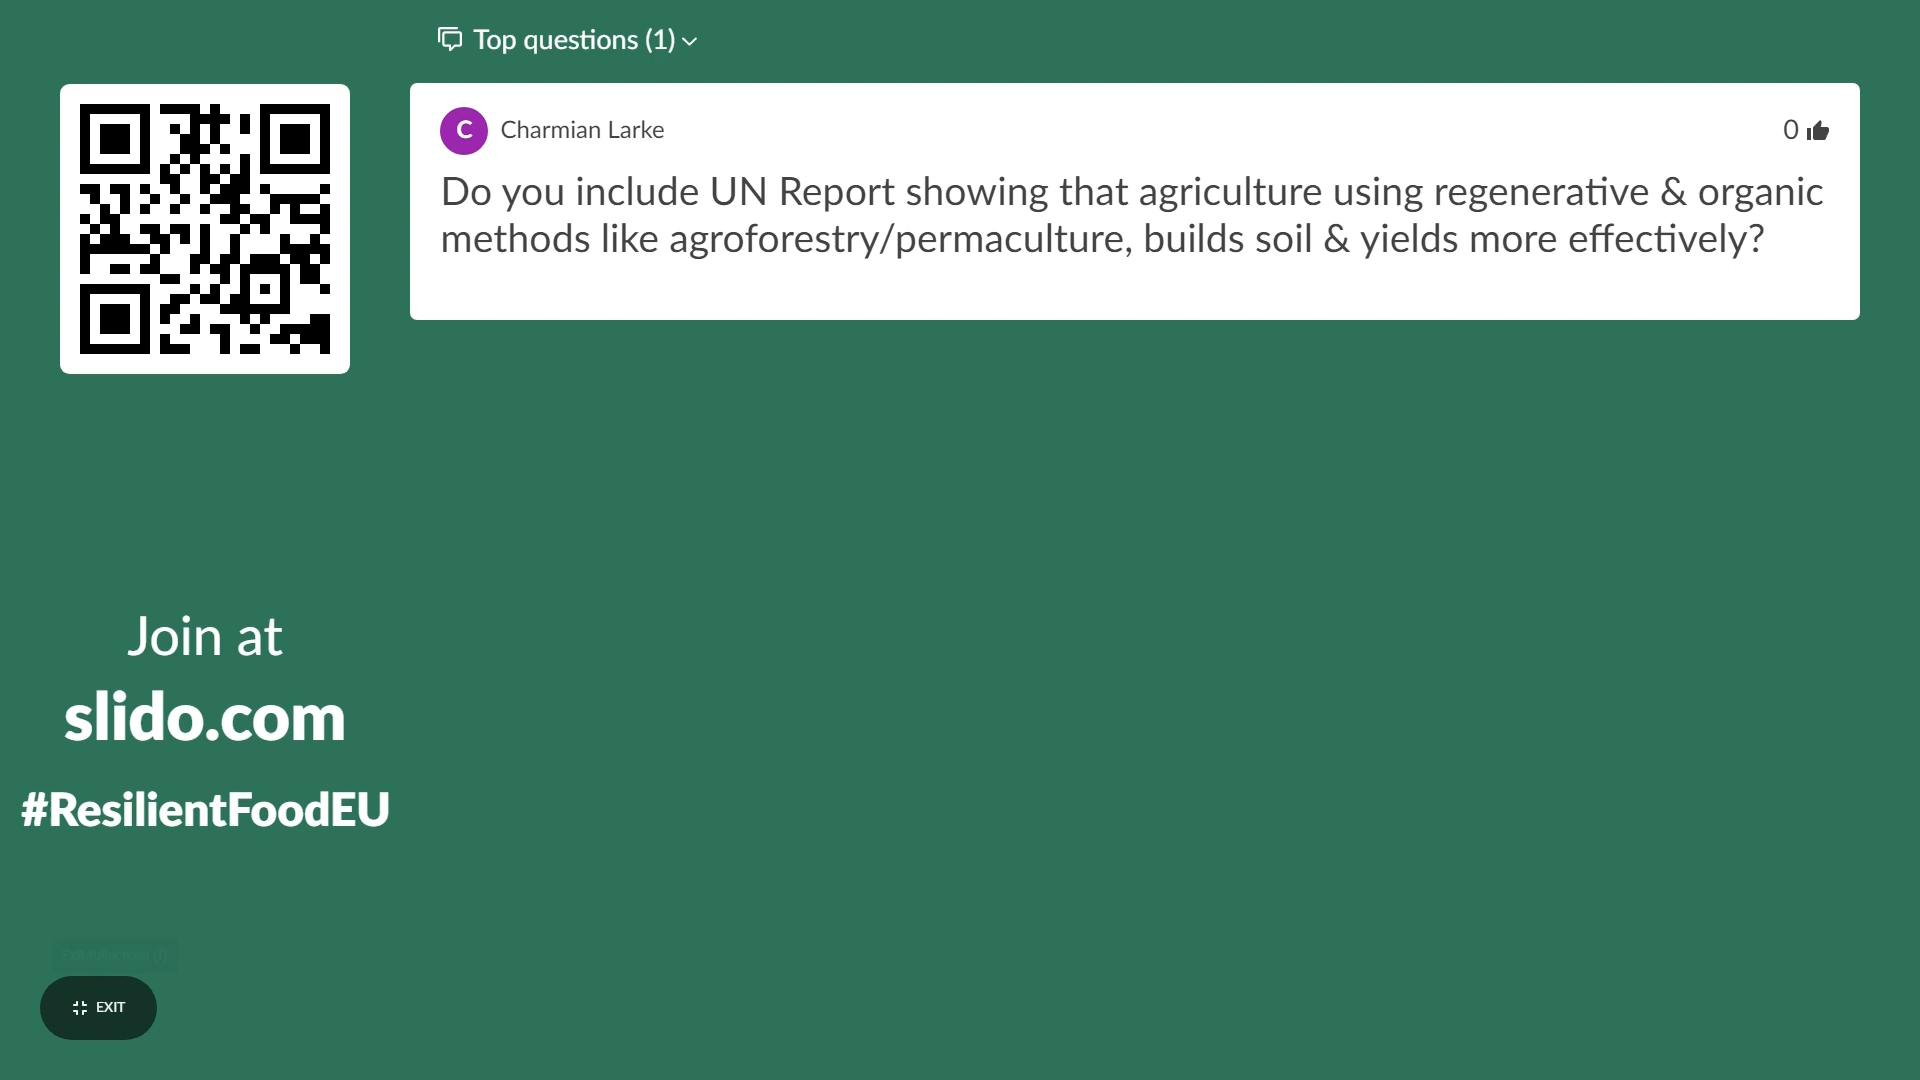 Top questions (1)
C
Charmian Larke
0
Do you include UN Report showing that agriculture using regenerative & organic
methods like agroforestry/permaculture, builds soil & yields more effectively?
Join at
slido.com
#ResilientFoodEU
EXIT